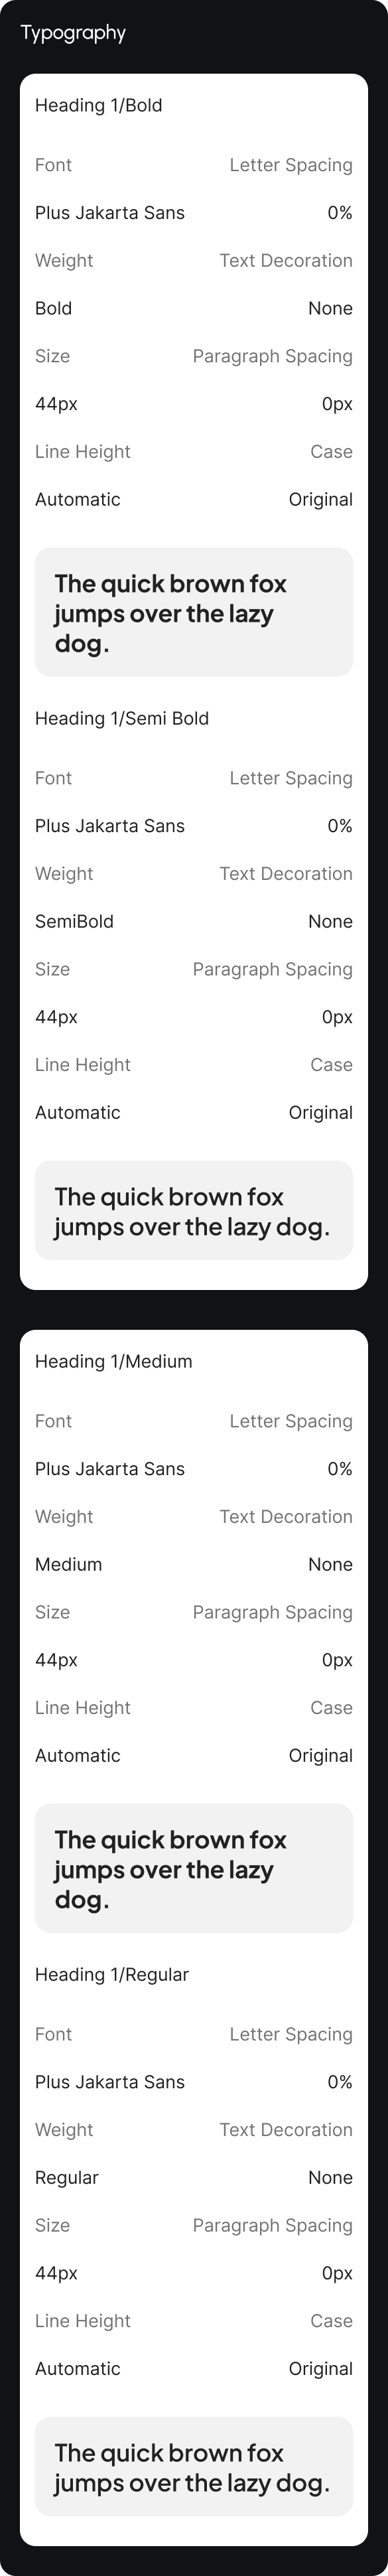 Typography
Heading 1/Bold
Font Letter Spacing
Plus Jakarta Sans 0%
Weight Text Decoration
Bold None
Size Paragraph Spacing
44px 0px
Line Height Case
Automatic Original
The quick brown fox
jumps over the lazy
dog.
Heading 1/Semi Bold
Font Letter Spacing
Plus Jakarta Sans 0%
Weight Text Decoration
SemiBold None
Size Paragraph Spacing
44px 0px
Line Height Case
Automatic Original
The quick brown fox
jumps over the lazy dog.
Heading 1/Medium
Font Letter Spacing
Plus Jakarta Sans 0%
Weight Text Decoration
Medium None
Size Paragraph Spacing
44px 0px
Line Height Case
Automatic Original
The quick brown fox
jumps over the lazy
dog.
Heading 1/Regular
Font Letter Spacing
Plus Jakarta Sans 0%
Weight Text Decoration
Regular None
Size Paragraph Spacing
44px 0px
Line Height Case
Automatic Original
The quick brown fox
jumps over the lazy dog.